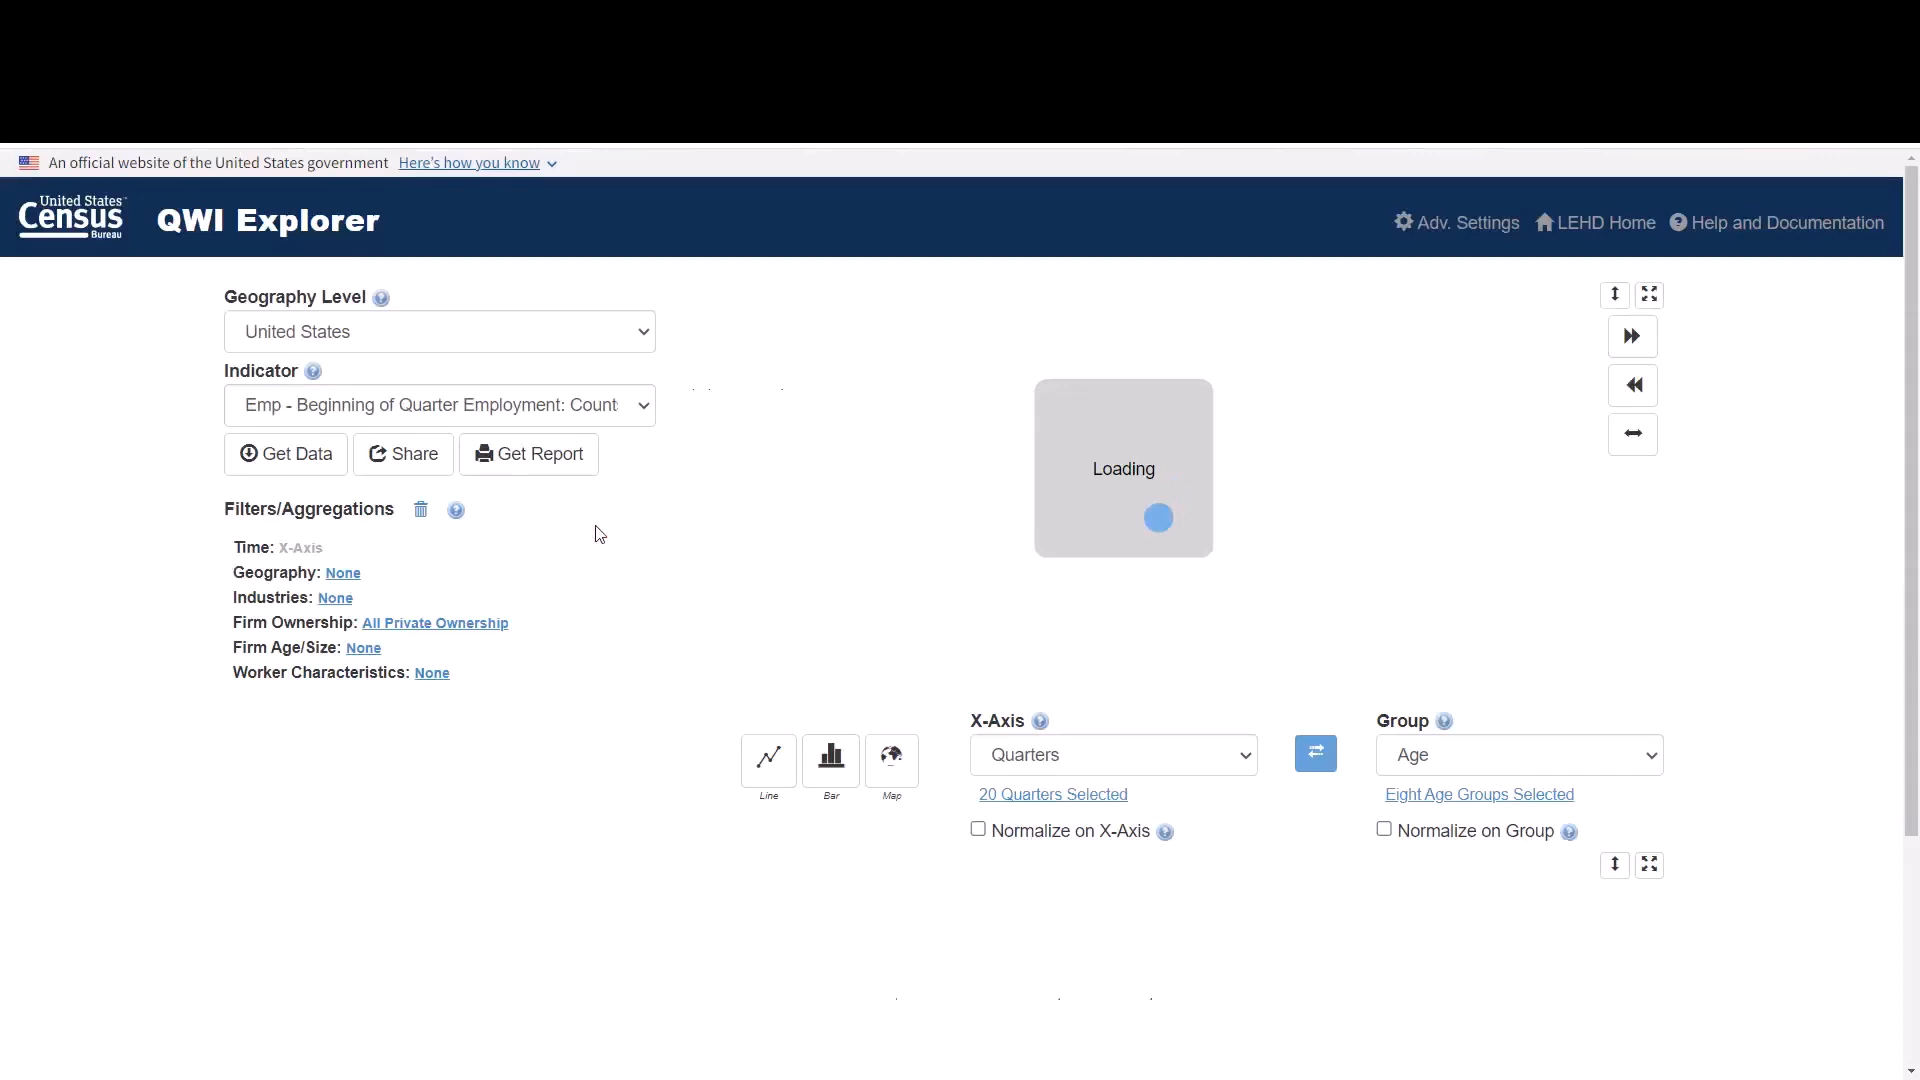 An official website of the United States government Here's how you know
United States
Census
Bureau
QWI Explorer
Adv. Settings LEHD Home Help and Documentation
Geography Level
United States
Indicator
Emp - Beginning of Quarter Employment: Count
Get Data Share Get Report
Loading
Filters/Aggregations
Time: X-Axis
Geography: None
Industries: None
Firm Ownership: All Private Ownership
Firm Age/Size: None
Worker Characteristics: None
Line Bar Map
X-Axis
Quarters
20 Quarters Selected
Normalize on X-Axis
Group
Age
Eight Age Groups Selected
Normalize on Group